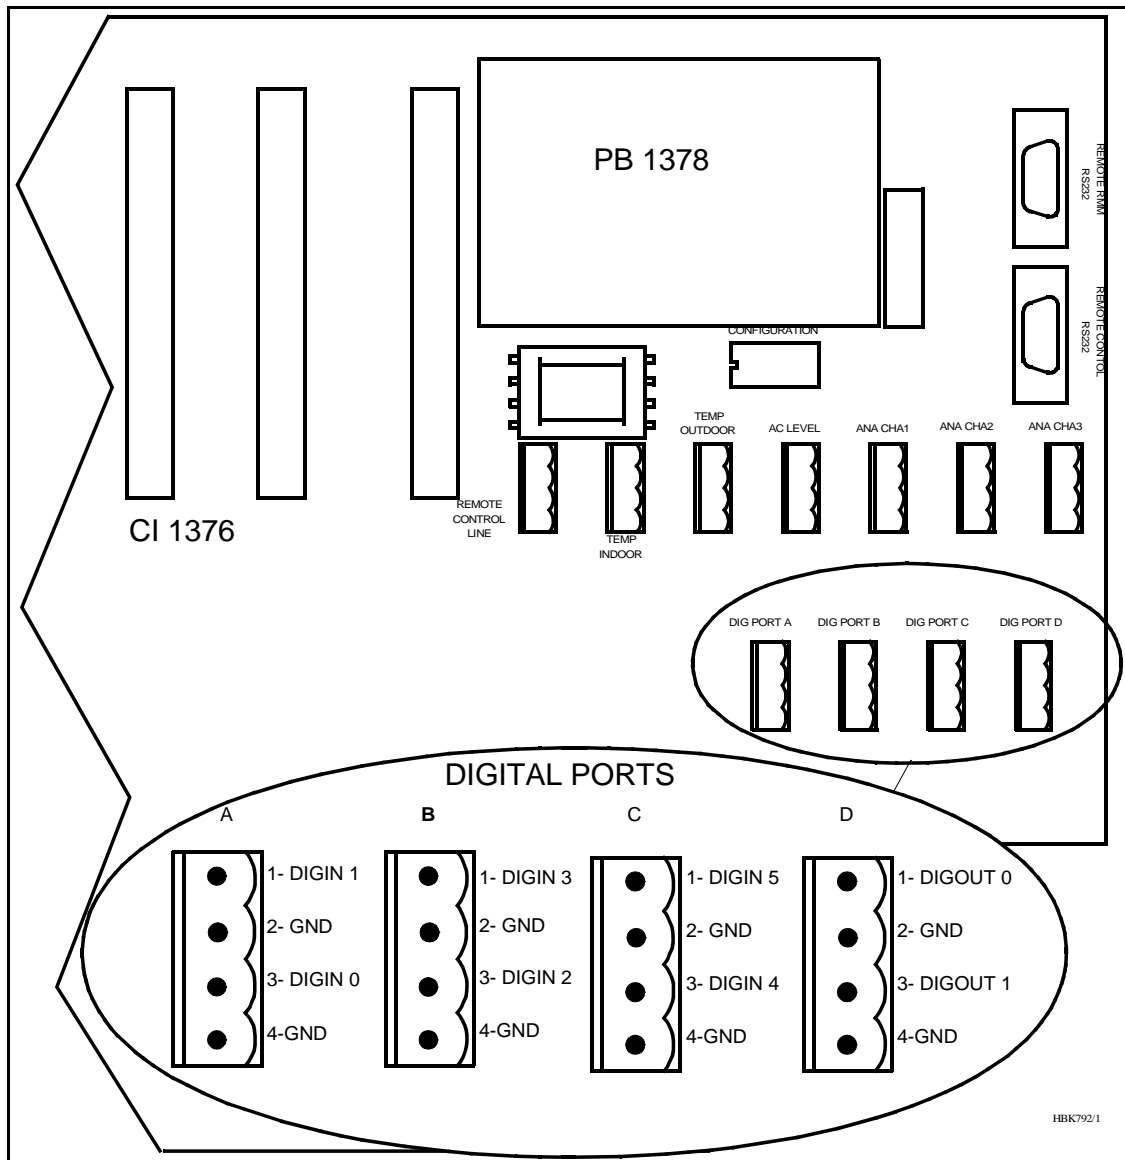 PB 1378
REMOTE RMM
RS232
REMOTE CONTOL
RS232
CONFIGURATION
TEMP
OUTDOOR
AC LEVEL
ANA CHA1
ANA CHA2
ANA CHA3
CI 1376
REMOTE
CONTROL
LINE
TEMP
INDOOR
DIG PORT A
DIG PORT B
DIG PORT C
DIG PORT D
DIGITAL PORTS
A
1- DIGIN 1
2- GND
3- DIGIN 0
4-GND
B
1- DIGIN 3
2- GND
3- DIGIN 2
4-GND
C
1- DIGIN 5
2- GND
3- DIGIN 4
4-GND
D
1- DIGOUT 0
2- GND
3- DIGOUT 1
4-GND
HBK792/1